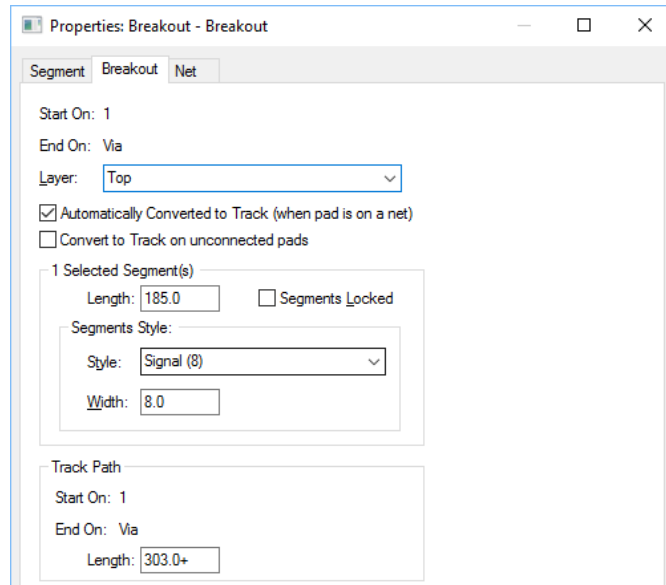 Properties: Breakout - Breakout
Segment Breakout Net
Start On: 1
End On: Via
Layer: Top
Automatically Converted to Track (when pad is on a net)
Convert to Track on unconnected pads
1 Selected Segment(s)
Length: 185.0 Segments Locked
Segments Style:
Style: Signal (8)
Width: 8.0
Track Path
Start On: 1
End On: Via
Length: 303.0+